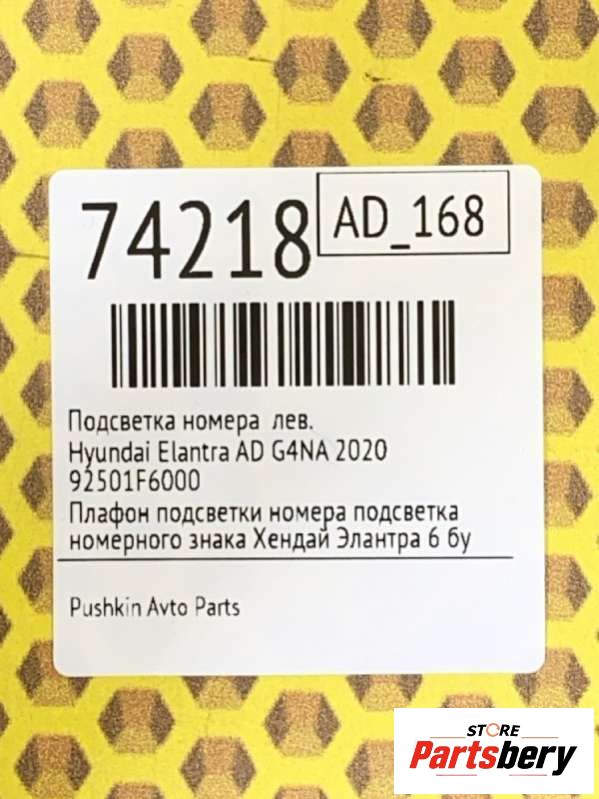 74218
AD_168
Подсветка номера лев.
Hyundai Elantra AD G4NA 2020
92501F6000
Плафон подсветки номера подсветка
номерного знака Хендай Элантра 6 бу
Pushkin Avto Parts
STORE
Partsbery